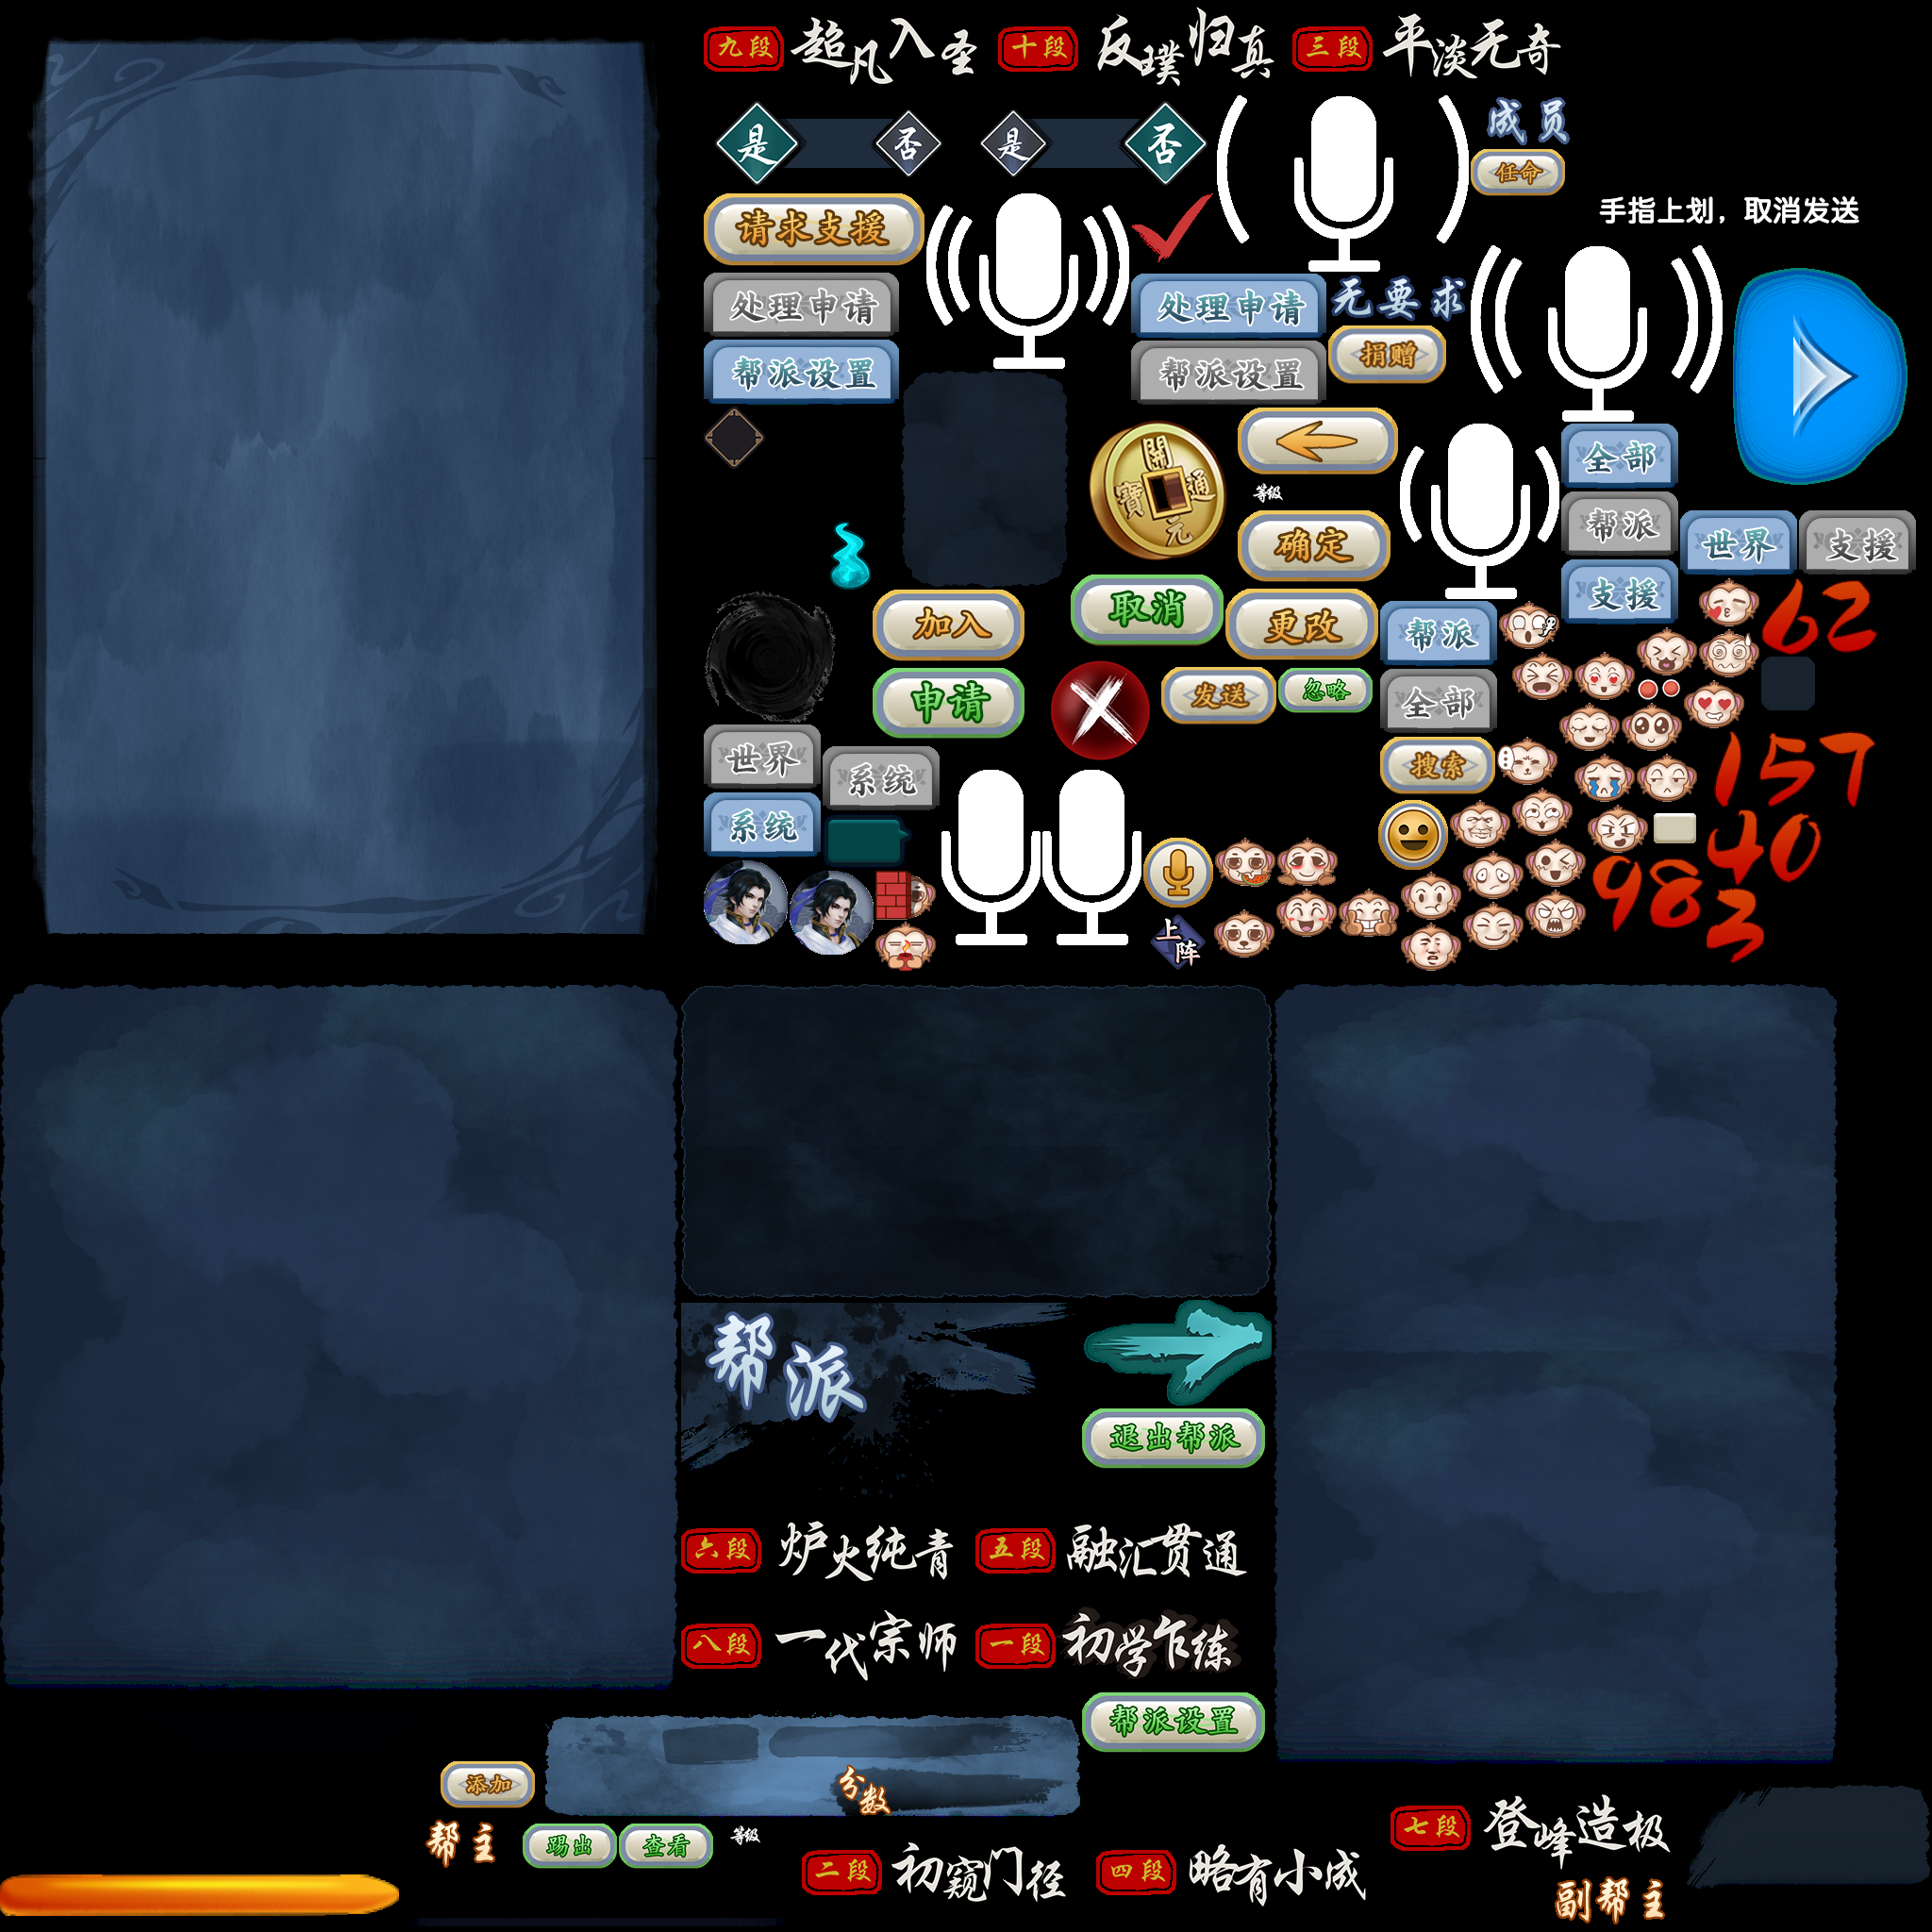 九段 超凡入圣
十段 反璞归真
三段 平淡无奇
是 否
是 否
成员
任命
手指上划，取消发送
请求支援
处理申请
处理申请
无要求
帮派设置
帮派设置
捐赠
開元通寶
等级
全部
帮派
世界
支援
确定
支援
加入
取消
更改
帮派
62
申请
发送
忽略
全部
世界
系统
搜索
157
系统
40
983
上阵
帮派
退出帮派
六段 炉火纯青
五段 融汇贯通
八段 一代宗师
一段 初学乍练
帮派设置
添加
分数
帮主
踢出
查看
等级
七段 登峰造极
二段 初窥门径
四段 略有小成
副帮主